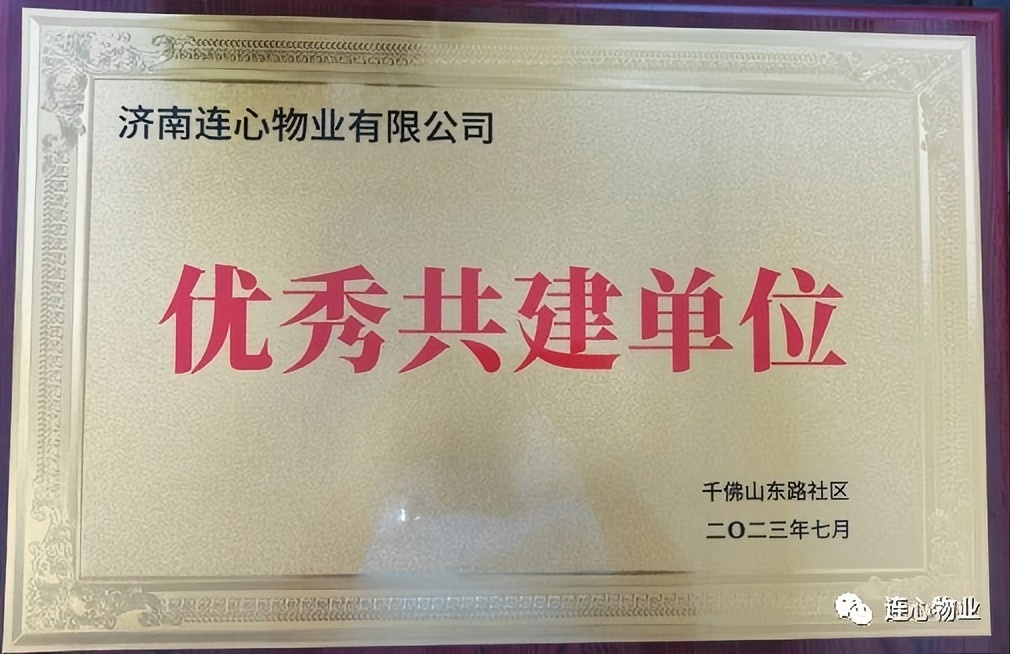 济南连心物业有限公司
优秀共建单位
千佛山东路社区
二〇二三年七月
连心物业